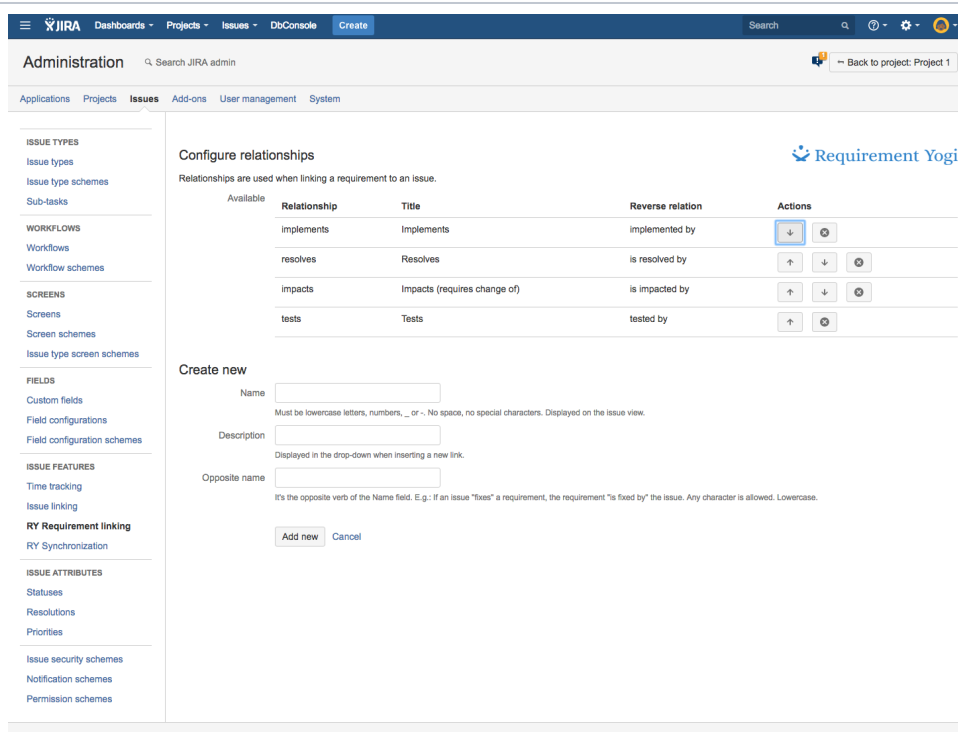 JIRA Dashboards Projects Issues DbConsole Create Search
Administration Search JIRA admin 1 Back to project: Project 1
Applications Projects Issues Add-ons User management System
ISSUE TYPES
Issue types
Issue type schemes
Sub-tasks
WORKFLOWS
Workflows
Workflow schemes
SCREENS
Screens
Screen schemes
Issue type screen schemes
FIELDS
Custom fields
Field configurations
Field configuration schemes
ISSUE FEATURES
Time tracking
Issue linking
RY Requirement linking
RY Synchronization
ISSUE ATTRIBUTES
Statuses
Resolutions
Priorities
Issue security schemes
Notification schemes
Permission schemes
Configure relationships
Requirement Yogi
Relationships are used when linking a requirement to an issue.
Available
Relationship Title Reverse relation Actions
implements Implements implemented by
resolves Resolves is resolved by
impacts Impacts (requires change of) is impacted by
tests Tests tested by
Create new
Name
Must be lowercase letters, numbers, _ or -. No space, no special characters. Displayed on the issue view.
Description
Displayed in the drop-down when inserting a new link.
Opposite name
It's the opposite verb of the Name field. E.g.: If an issue "fixes" a requirement, the requirement "is fixed by" the issue. Any character is allowed. Lowercase.
Add new Cancel